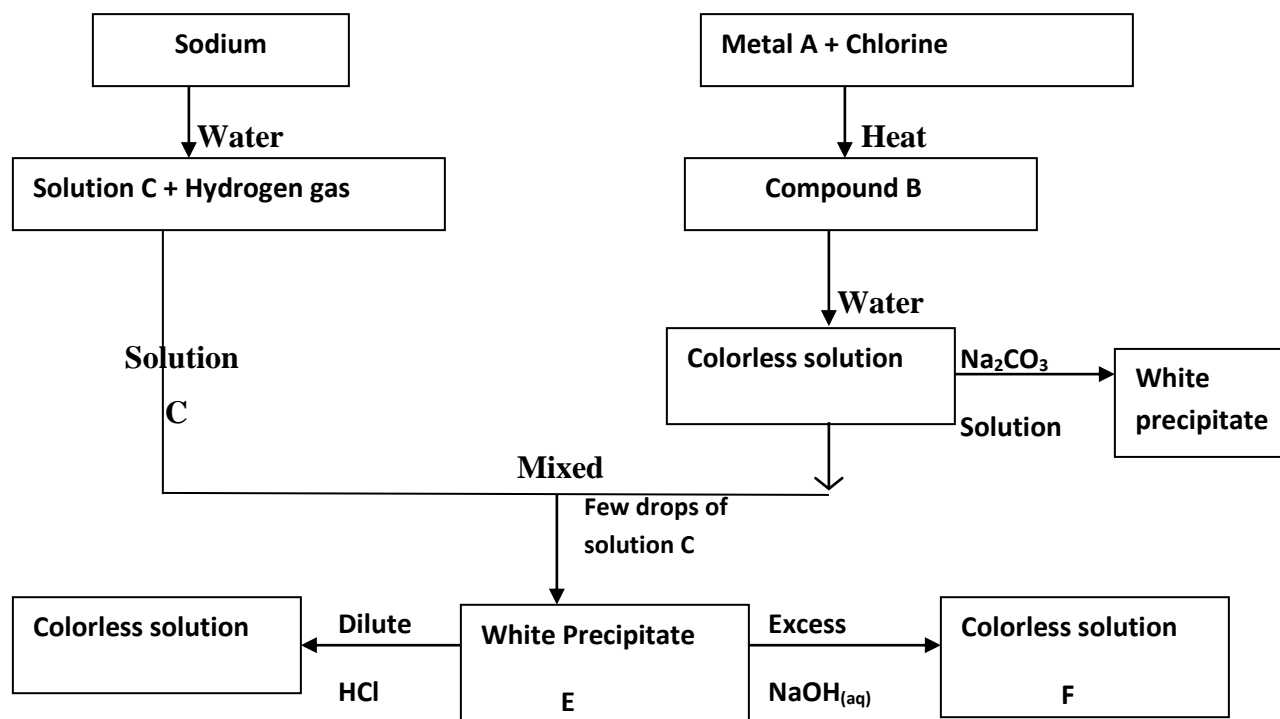 Sodium
Metal A + Chlorine
Water
Heat
Solution C + Hydrogen gas
Compound B
Water
Solution
C
Colorless solution
Na₂CO₃
Solution
White
precipitate
Mixed
Few drops of
solution C
Colorless solution
Dilute
HCl
White Precipitate
E
Excess
NaOH₍aq₎
Colorless solution
F